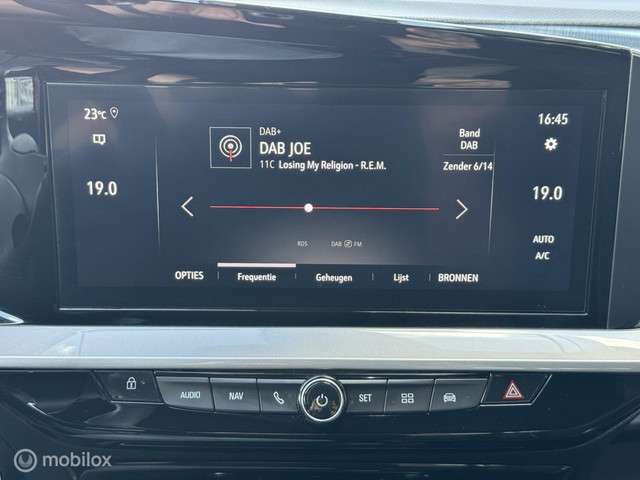 23°C
16:45
DAB+
DAB JOE
11C Losing My Religion - R.E.M.
Band
DAB
Zender 6/14
19.0
19.0
RDS DAB FM
AUTO
A/C
OPTIES Frequentie Geheugen Lijst BRONNEN
AUDIO NAV SET
mobilox